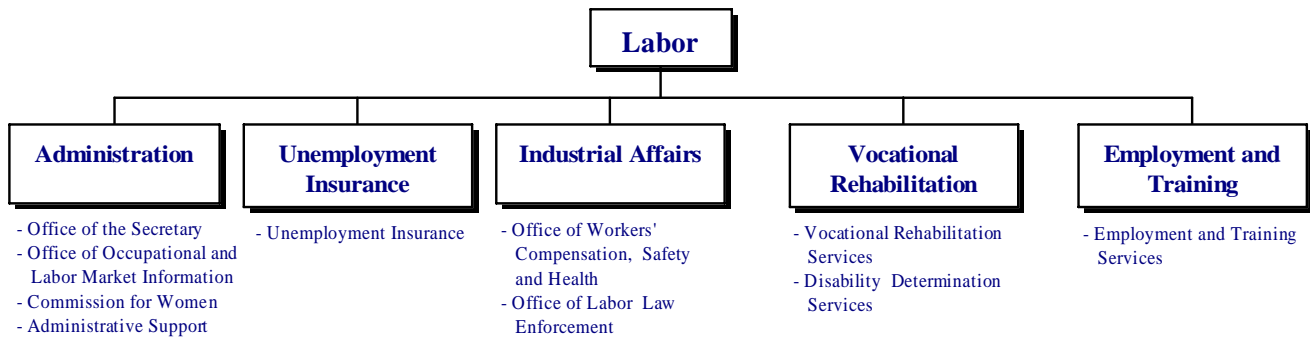 Labor
Administration
- Office of the Secretary
- Office of Occupational and
Labor Market Information
- Commission for Women
- Administrative Support
Unemployment
Insurance
- Unemployment Insurance
Industrial Affairs
- Office of Workers'
Compensation, Safety
and Health
- Office of Labor Law
Enforcement
Vocational
Rehabilitation
- Vocational Rehabilitation
Services
- Disability Determination
Services
Employment and
Training
- Employment and Training
Services